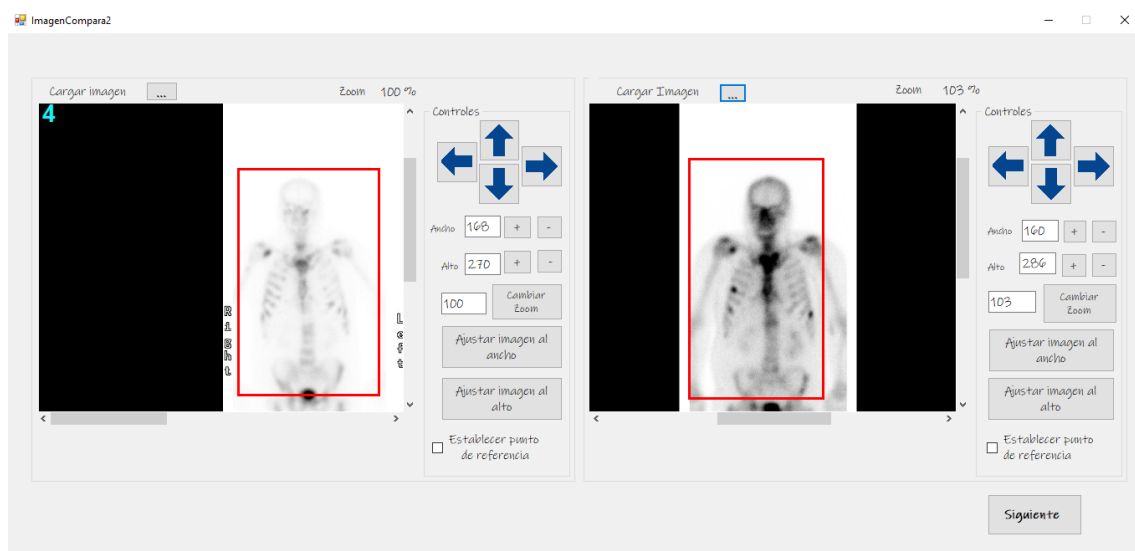 ImagenCompara2
Cargar imagen
...
Zoom 100 %
4
Right
Left
Controles
Ancho 168 + -
Alto 270 + -
100
Cambiar
Zoom
Ajustar imagen al
ancho
Ajustar imagen al
alto
Establecer punto
de referencia
Cargar Imagen
...
Zoom 103 %
Controles
Ancho 160 + -
Alto 286 + -
103
Cambiar
Zoom
Ajustar imagen al
ancho
Ajustar imagen al
alto
Establecer punto
de referencia
Siguiente